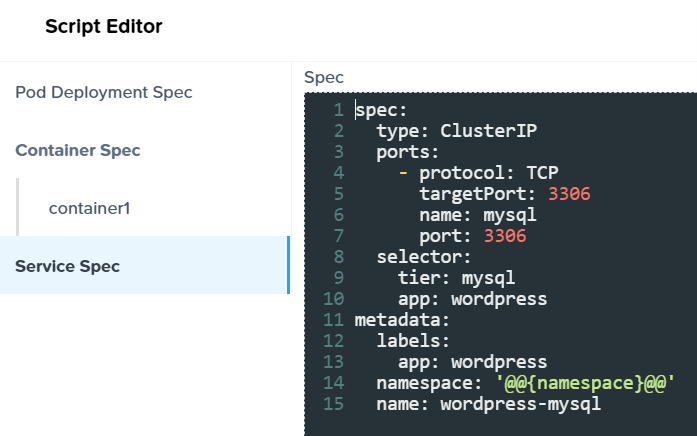 Script Editor
Pod Deployment Spec
Container Spec
container1
Service Spec
Spec
1 spec:
2   type: ClusterIP
3   ports:
4     - protocol: TCP
5       targetPort: 3306
6       name: mysql
7       port: 3306
8   selector:
9     tier: mysql
10     app: wordpress
11 metadata:
12   labels:
13     app: wordpress
14   namespace: '@@{namespace}@@'
15   name: wordpress-mysql